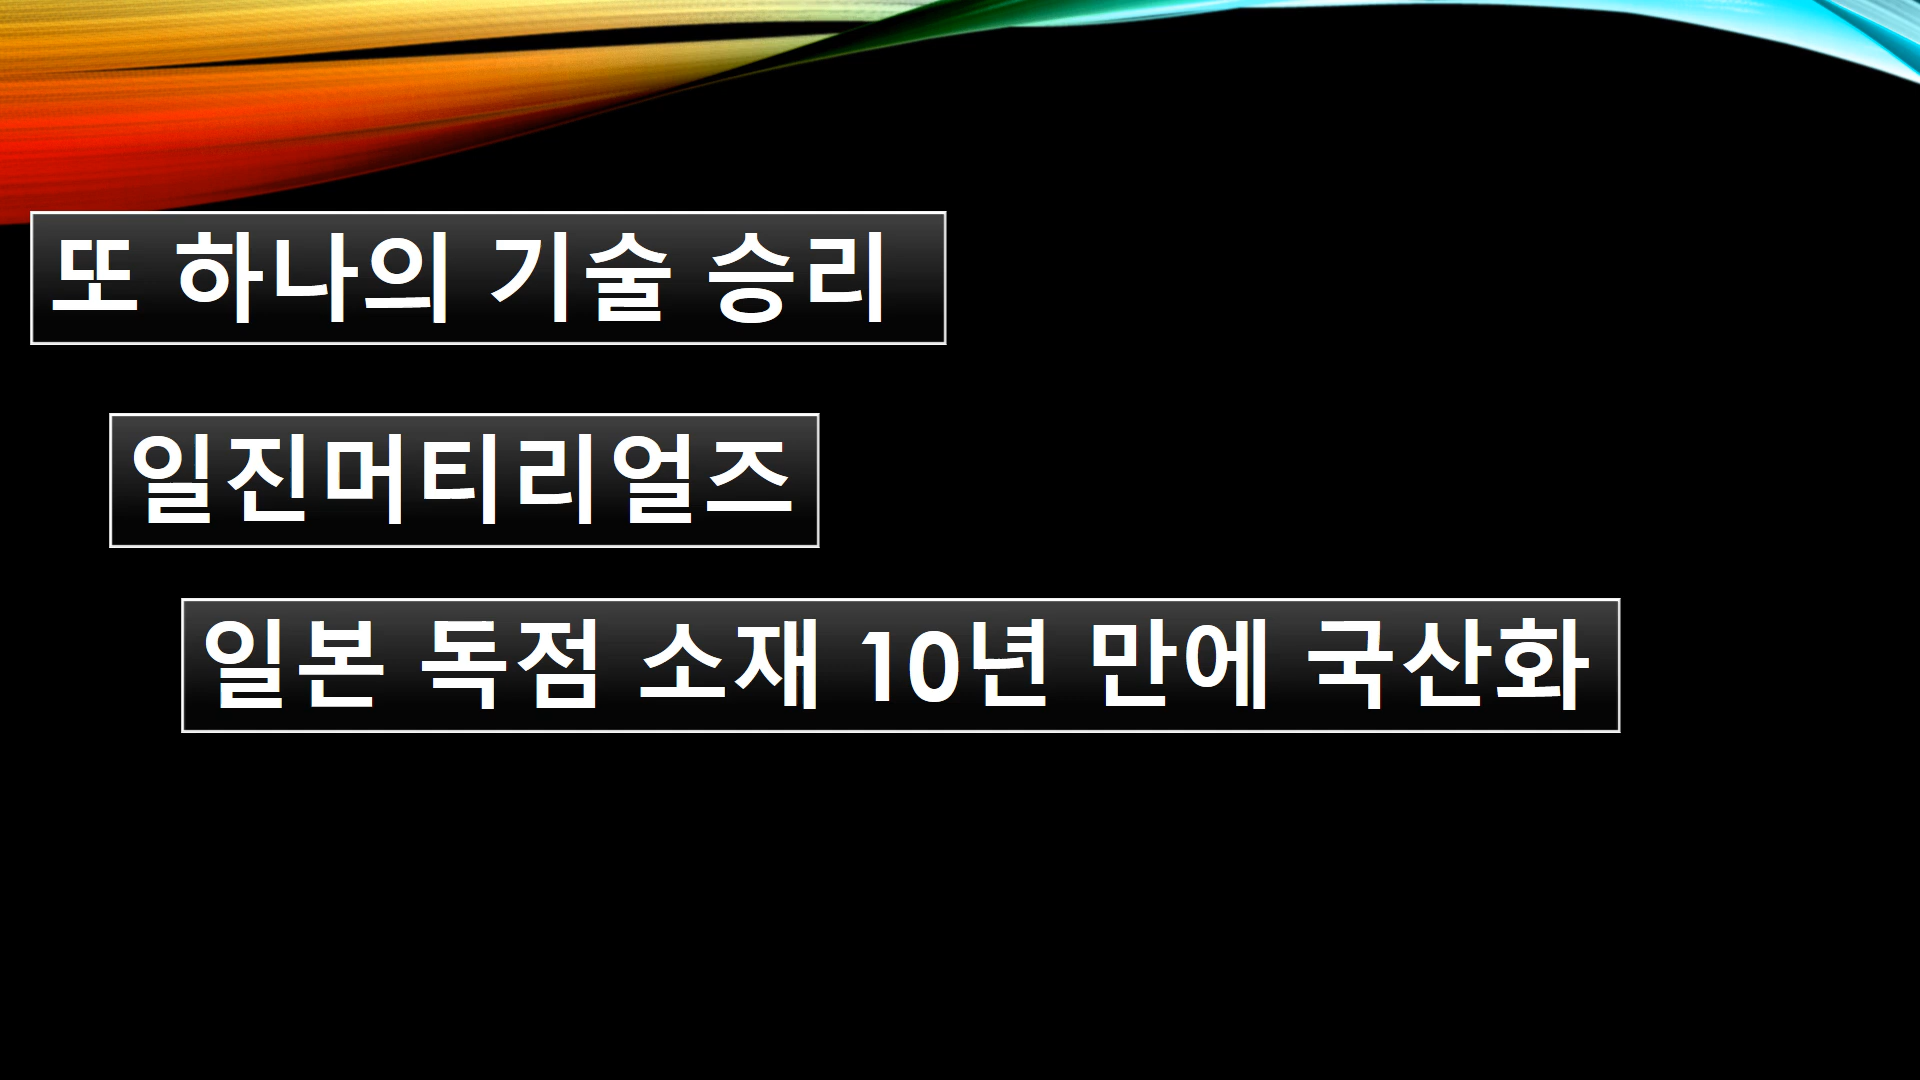 또 하나의 기술 승리
일진머티리얼즈
일본 독점 소재 10년 만에 국산화